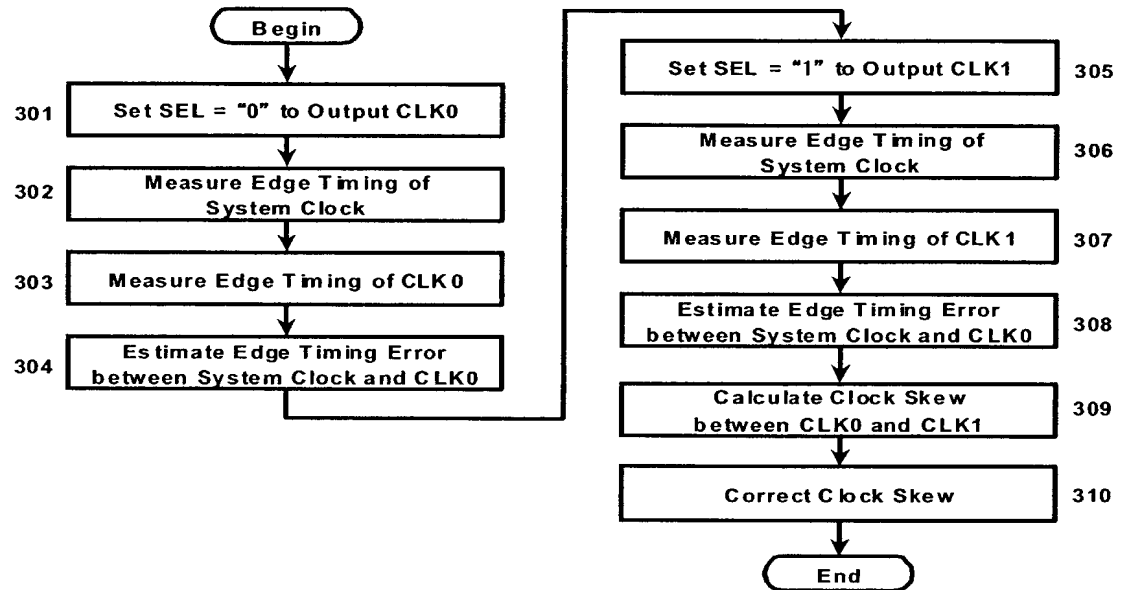 Begin
301
Set SEL = "0" to Output CLK0
302
Measure Edge Timing of
System Clock
303
Measure Edge Timing of CLK0
304
Estimate Edge Timing Error
between System Clock and CLK0
Set SEL = "1" to Output CLK1
305
Measure Edge Timing of
System Clock
306
Measure Edge Timing of CLK1
307
Estimate Edge Timing Error
between System Clock and CLK0
308
Calculate Clock Skew
between CLK0 and CLK1
309
Correct Clock Skew
310
End